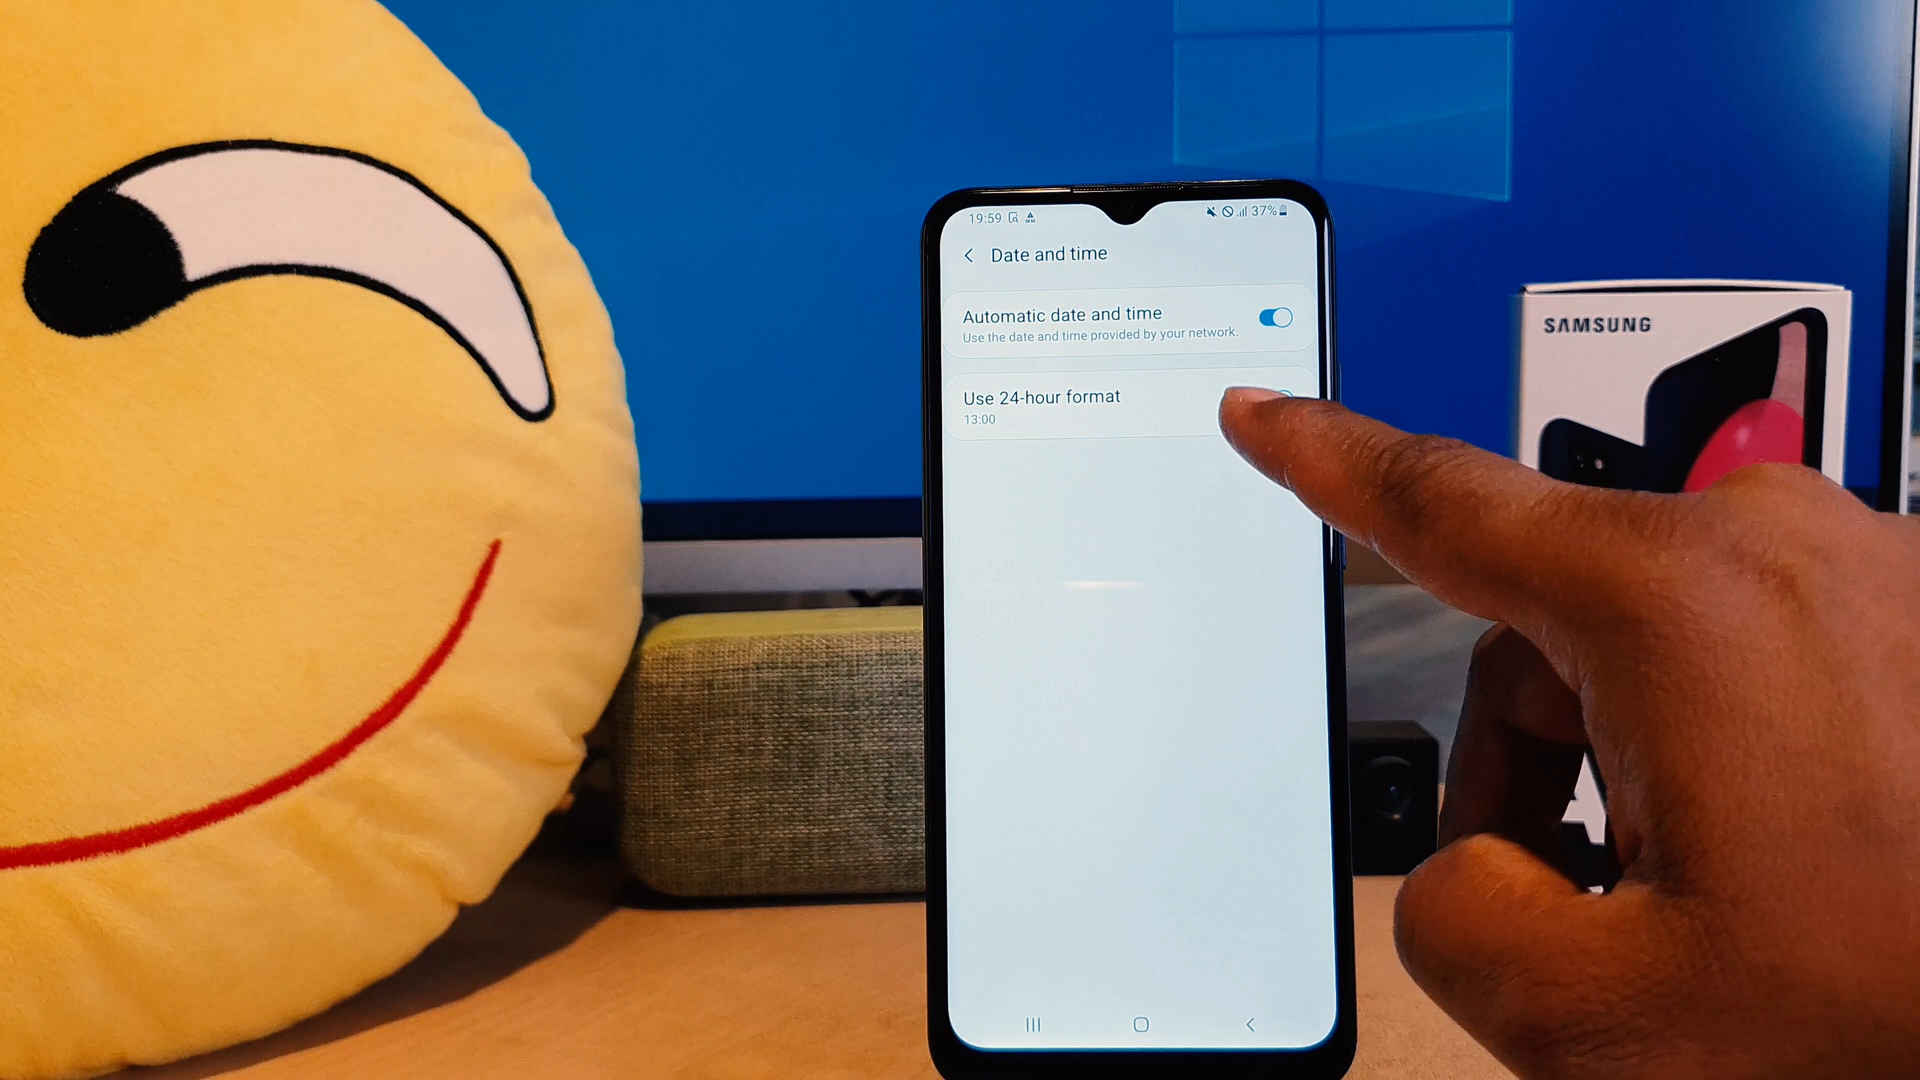 19:59
37%
Date and time
Automatic date and time
Use the date and time provided by your network.
Use 24-hour format
13:00
SAMSUNG
A